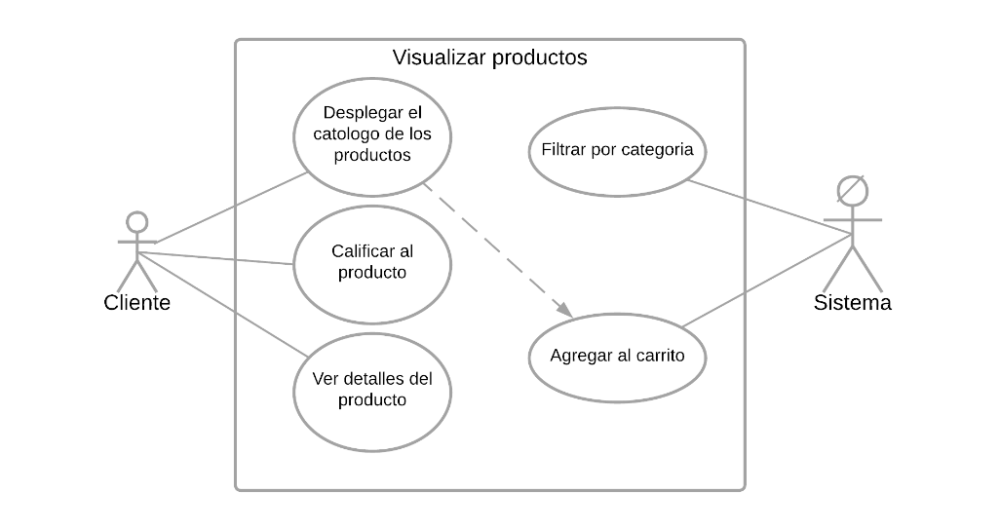 Visualizar productos
Desplegar el
catologo de los
productos
Filtrar por categoria
Calificar al
producto
Cliente
Sistema
Agregar al carrito
Ver detalles del
producto